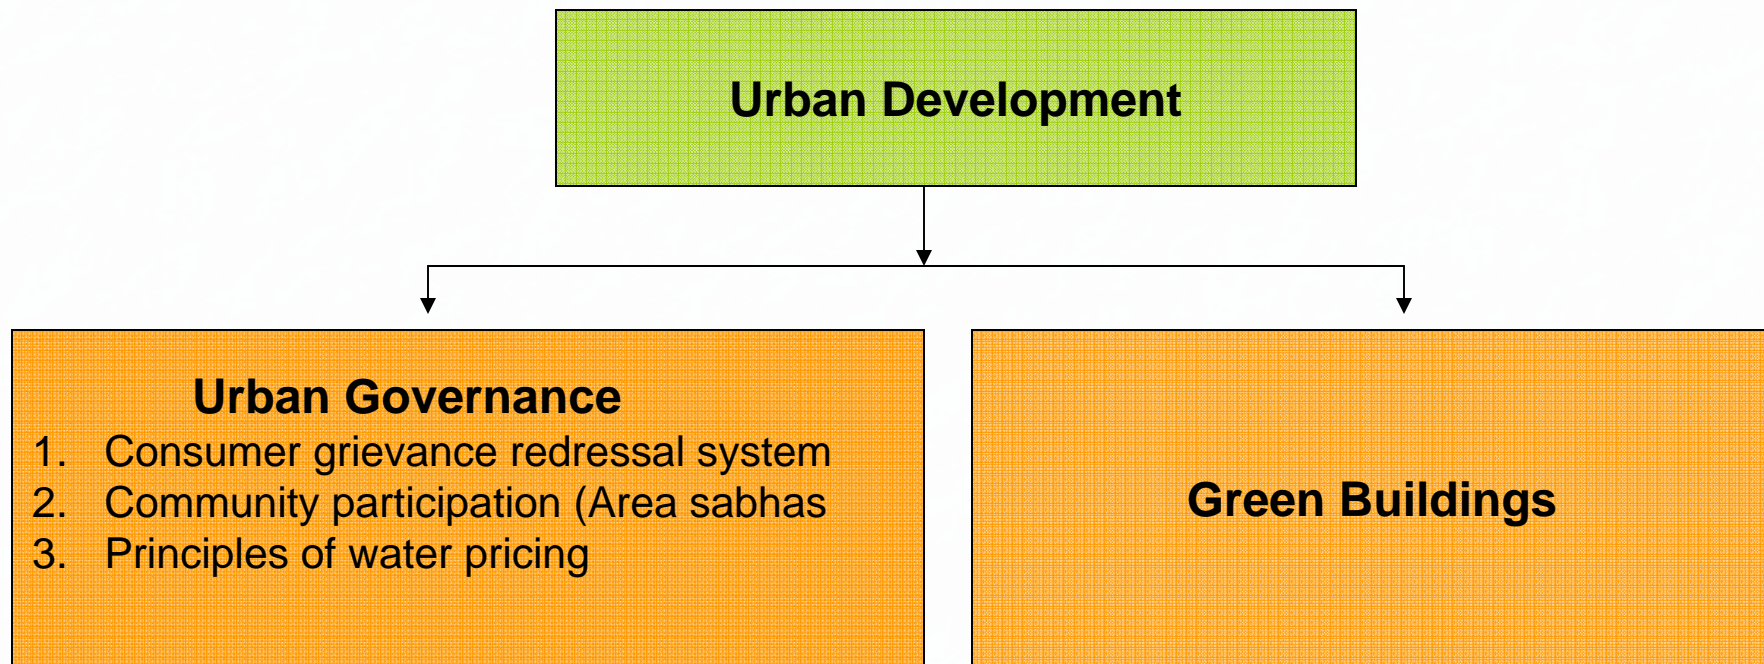 Urban Development
Urban Governance
1. Consumer grievance redressal system
2. Community participation (Area sabhas
3. Principles of water pricing
Green Buildings